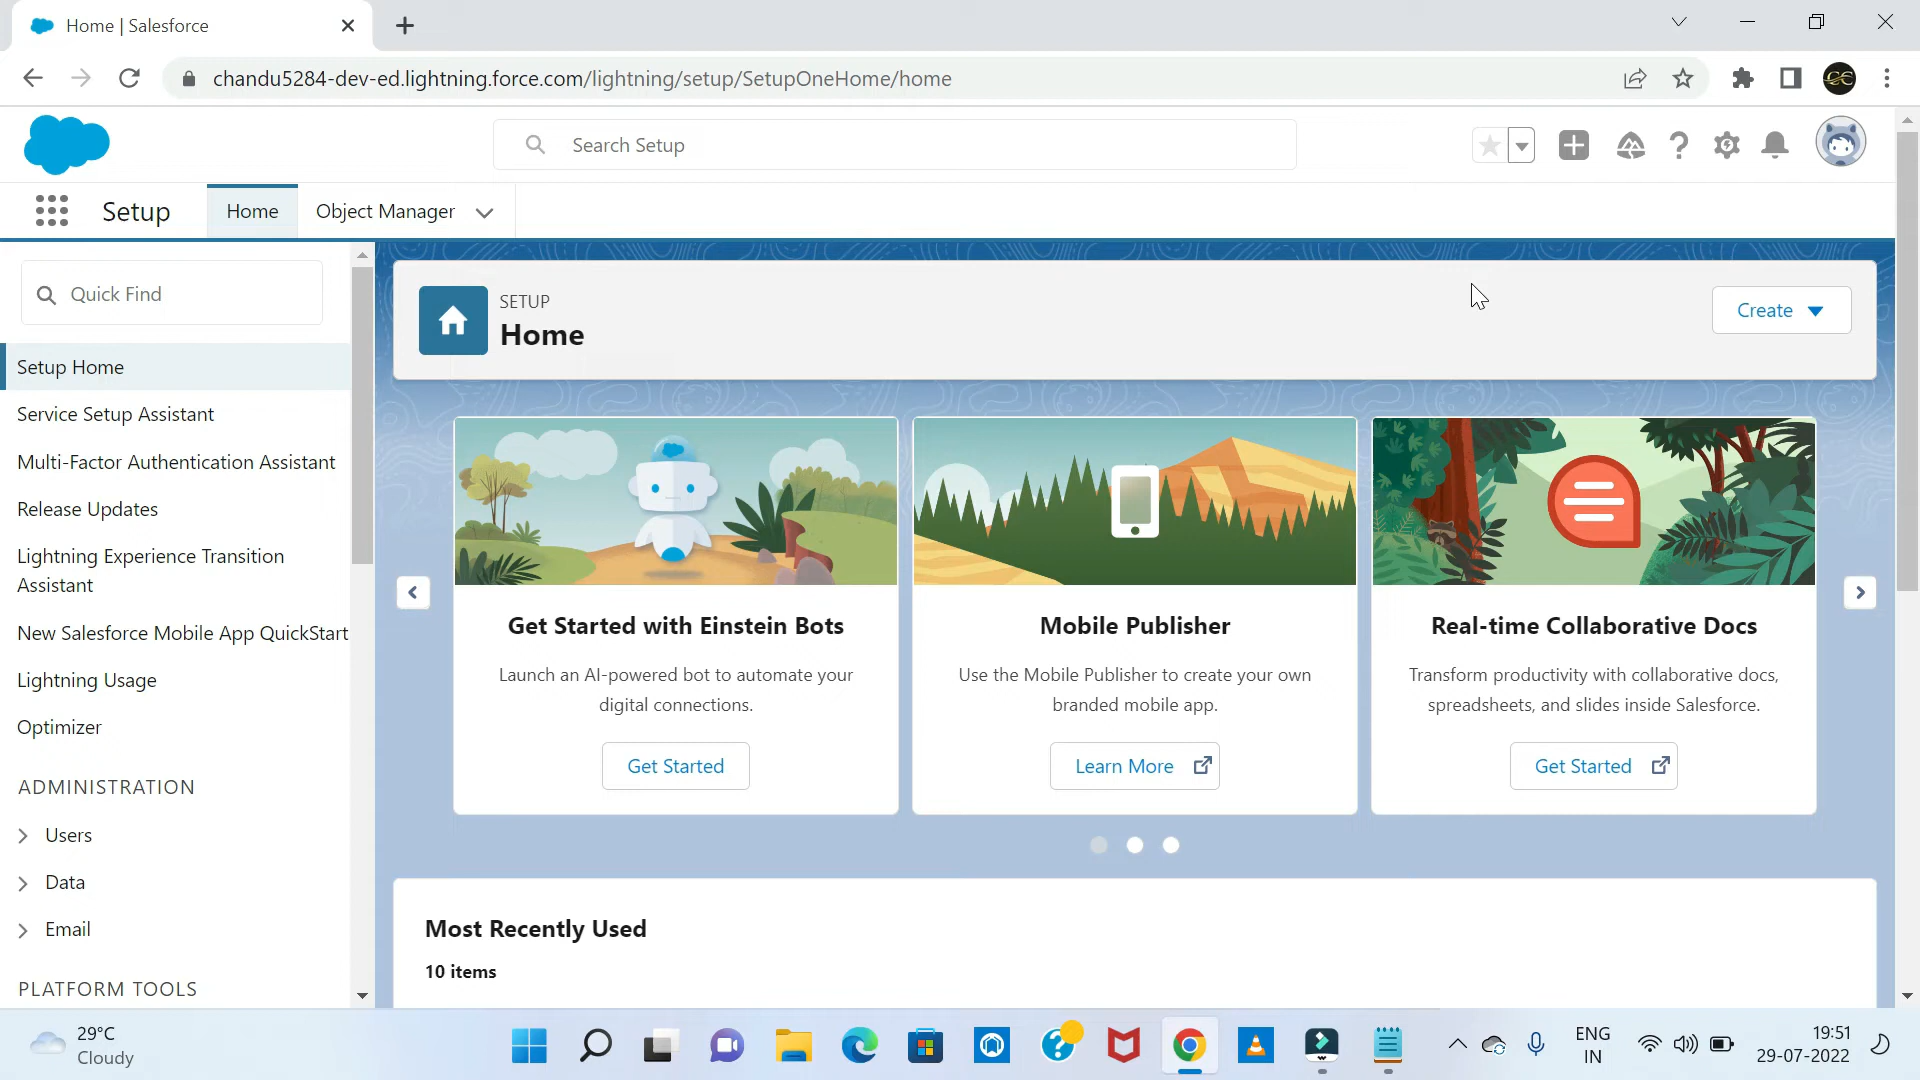 Home | Salesforce
chandu5284-dev-ed.lightning.force.com/lightning/setup/SetupOneHome/home
Search Setup
Setup
Home
Object Manager
Quick Find
Setup Home
Service Setup Assistant
Multi-Factor Authentication Assistant
Release Updates
Lightning Experience Transition
Assistant
New Salesforce Mobile App QuickStart
Lightning Usage
Optimizer
ADMINISTRATION
Users
Data
Email
PLATFORM TOOLS
SETUP
Home
Create
Get Started with Einstein Bots
Launch an AI-powered bot to automate your
digital connections.
Get Started
Mobile Publisher
Use the Mobile Publisher to create your own
branded mobile app.
Learn More
Real-time Collaborative Docs
Transform productivity with collaborative docs,
spreadsheets, and slides inside Salesforce.
Get Started
Most Recently Used
10 items
29°C
Cloudy
ENG
IN
19:51
29-07-2022